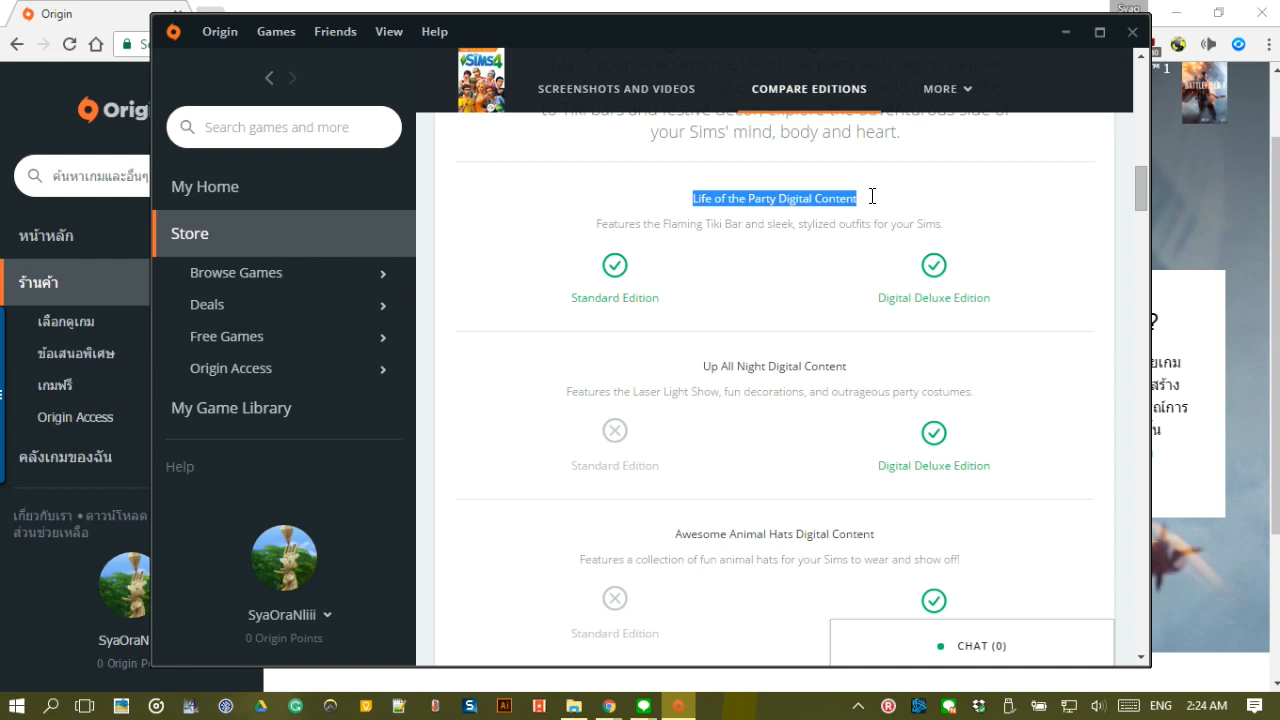 Origin
Origin Games Friends View Help
Orig
ค้นหาเกมและอื่นๆ
หน้าหลัก
ร้านค้า
เลือกดูเกม
ข้อเสนอพิเศษ
เกมฟรี
Origin Access
คลังเกมของฉัน
เกี่ยวกับเรา • ดาวน์โหลด
ส่วนช่วยเหลือ
SyaOraN
0 Origin P
Search games and more
My Home
Store
Browse Games
Deals
Free Games
Origin Access
My Game Library
Help
SyaOraNliii
0 Origin Points
SIMS4
SCREENSHOTS AND VIDEOS
COMPARE EDITIONS
MORE
your Sims' mind, body and heart.
Life of the Party Digital Content
Features the Flaming Tiki Bar and sleek, stylized outfits for your Sims.
Standard Edition
Digital Deluxe Edition
Up All Night Digital Content
Features the Laser Light Show, fun decorations, and outrageous party costumes.
Standard Edition
Digital Deluxe Edition
Awesome Animal Hats Digital Content
Features a collection of fun animal hats for your Sims to wear and show off!
Standard Edition
CHAT (0)
ENG 2:24 AM